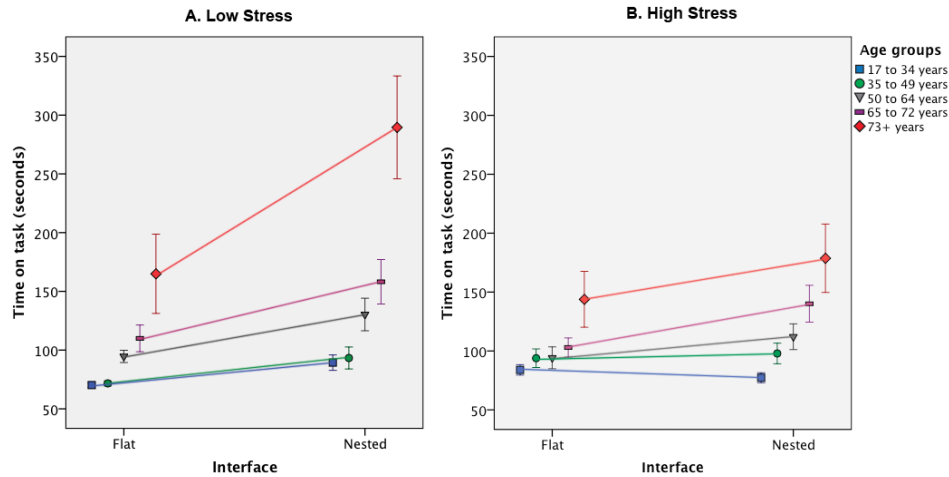 A. Low Stress
350
300
250
200
150
100
50
Time on task (seconds)
Flat
Nested
Interface
B. High Stress
350
300
250
200
150
100
50
Time on task (seconds)
Flat
Nested
Interface
Age groups
17 to 34 years
35 to 49 years
50 to 64 years
65 to 72 years
73+ years